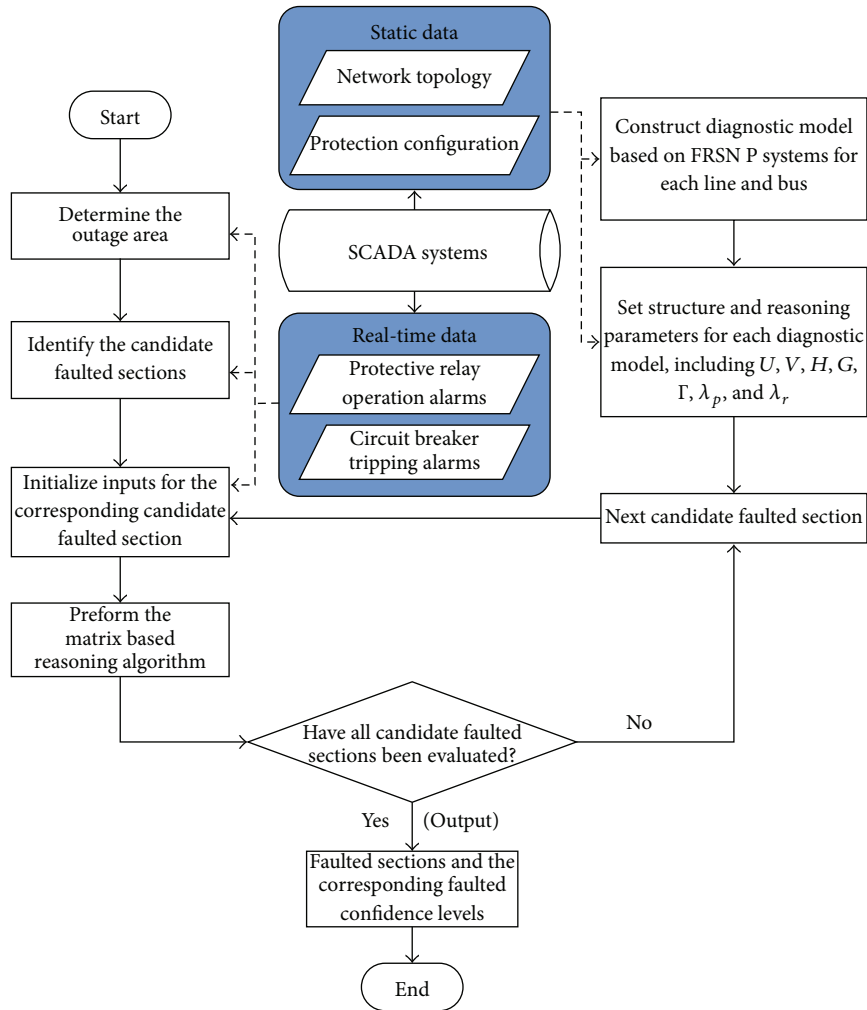 Start
Determine the
outage area
Identify the candidate
faulted sections
Initialize inputs for the
corresponding candidate
faulted section
Preform the
matrix based
reasoning algorithm
Static data
Network topology
Protection configuration
SCADA systems
Real-time data
Protective relay
operation alarms
Circuit breaker
tripping alarms
Construct diagnostic model
based on FRSN P systems for
each line and bus
Set structure and reasoning
parameters for each diagnostic
model, including U, V, H, G,
Γ, λp, and λr
Next candidate faulted section
Have all candidate faulted
sections been evaluated?
No
Yes (Output)
Faulted sections and the
corresponding faulted
confidence levels
End